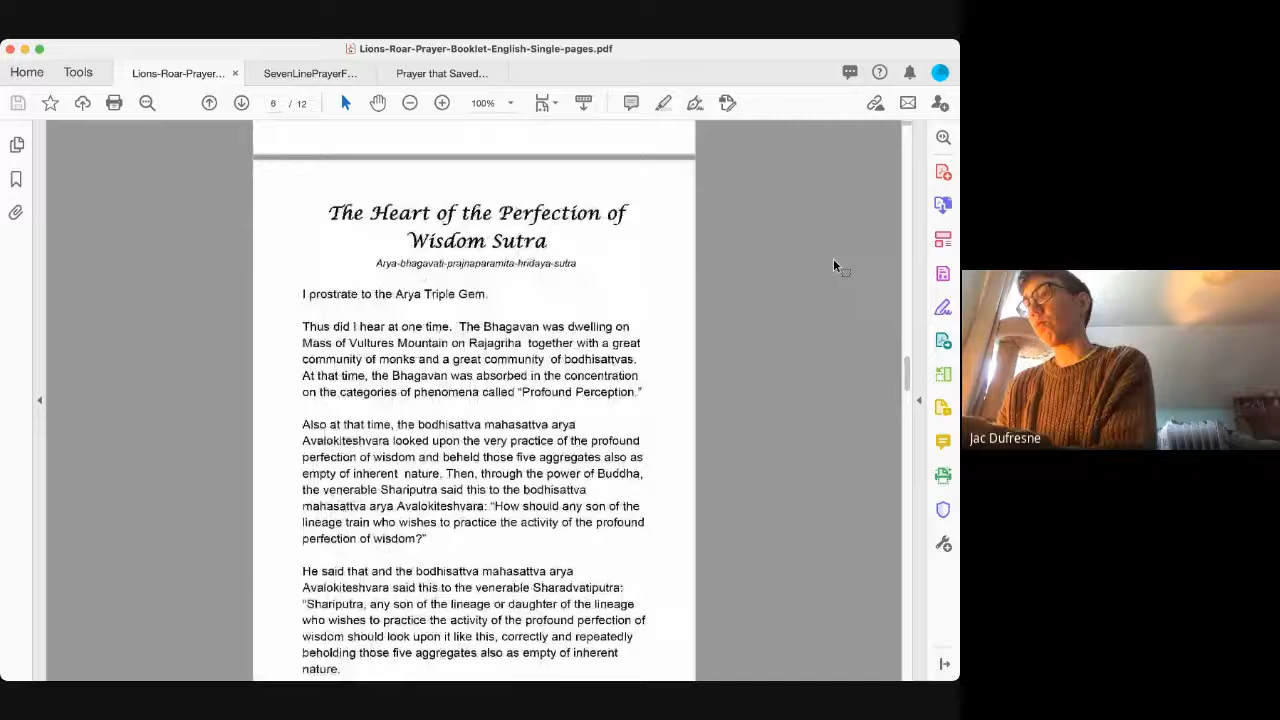 Lions-Roar-Prayer-Booklet-English-Single-pages.pdf
Home Tools Lions-Roar-Prayer... × SevenLinePrayerF... Prayer that Saved...
6 / 12 100%
The Heart of the Perfection of
Wisdom Sutra
Arya-bhagavati-prajnaparamita-hridaya-sutra
I prostrate to the Arya Triple Gem.
Thus did I hear at one time. The Bhagavan was dwelling on
Mass of Vultures Mountain on Rajagriha together with a great
community of monks and a great community of bodhisattvas.
At that time, the Bhagavan was absorbed in the concentration
on the categories of phenomena called “Profound Perception.”
Also at that time, the bodhisattva mahasattva arya
Avalokiteshvara looked upon the very practice of the profound
perfection of wisdom and beheld those five aggregates also as
empty of inherent nature. Then, through the power of Buddha,
the venerable Shariputra said this to the bodhisattva
mahasattva arya Avalokiteshvara: “How should any son of the
lineage train who wishes to practice the activity of the profound
perfection of wisdom?”
He said that and the bodhisattva mahasattva arya
Avalokiteshvara said this to the venerable Sharadvatiputra:
“Shariputra, any son of the lineage or daughter of the lineage
who wishes to practice the activity of the profound perfection of
wisdom should look upon it like this, correctly and repeatedly
beholding those five aggregates also as empty of inherent
nature.
Jac Dufresne